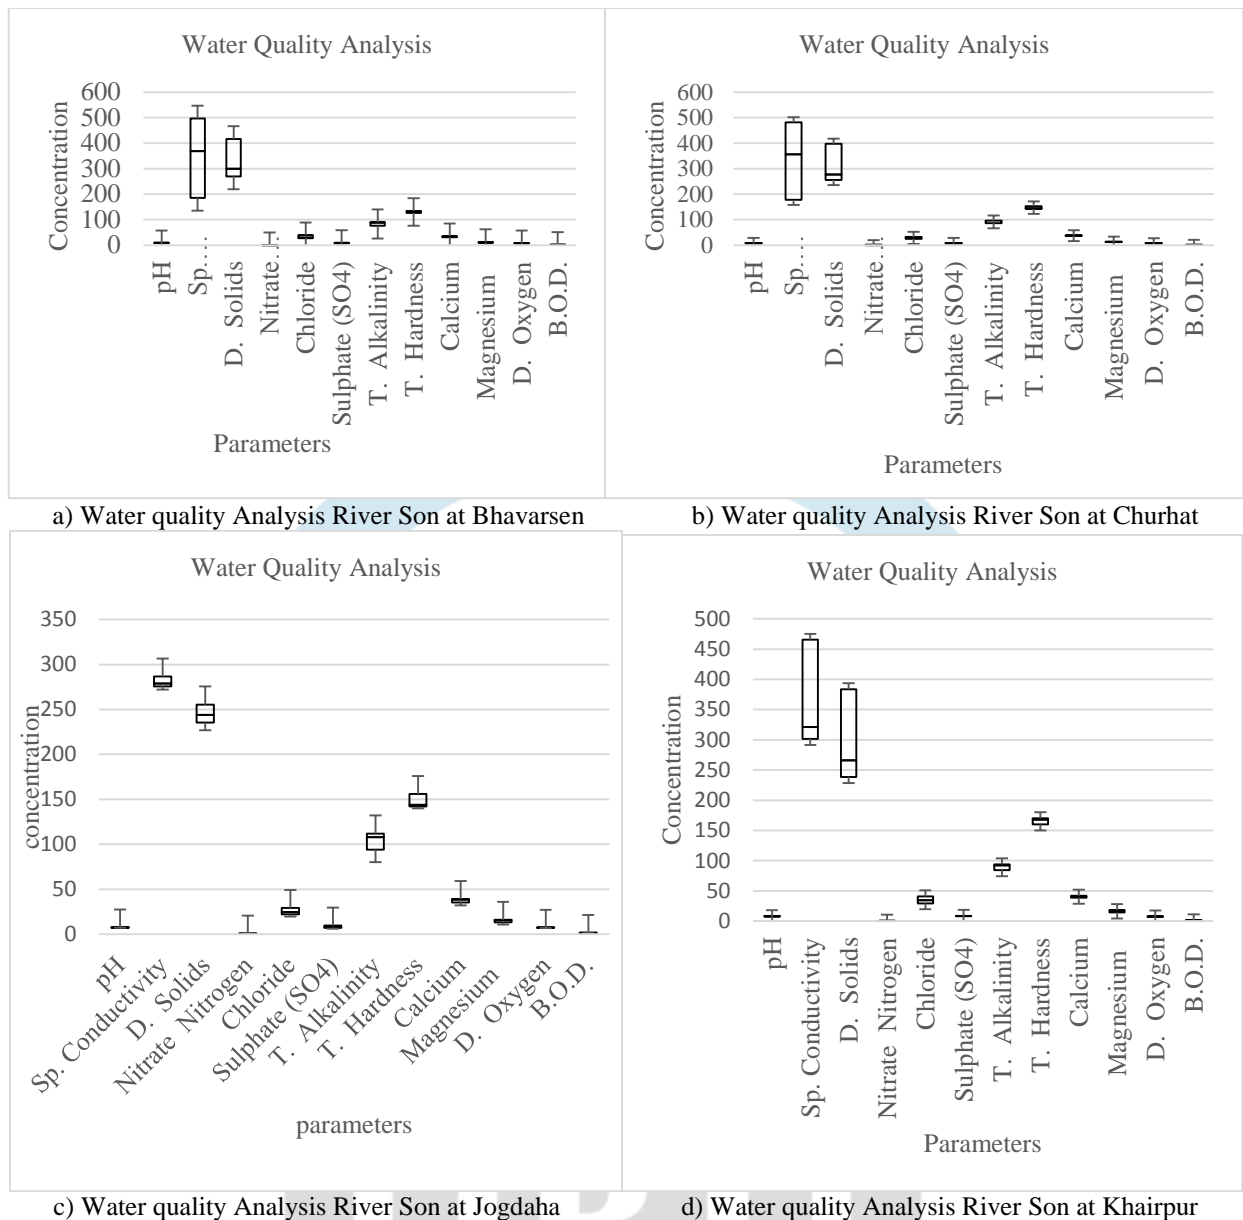 Water Quality Analysis
Concentration
600
500
400
300
200
100
0
pH
Sp.…
D. Solids
Nitrate…
Chloride
Sulphate (SO4)
T. Alkalinity
T. Hardness
Calcium
Magnesium
D. Oxygen
B.O.D.
Parameters
Water Quality Analysis
Concentration
600
500
400
300
200
100
0
pH
Sp.…
D. Solids
Nitrate…
Chloride
Sulphate (SO4)
T. Alkalinity
T. Hardness
Calcium
Magnesium
D. Oxygen
B.O.D.
Parameters
a) Water quality Analysis River Son at Bhavarsen
b) Water quality Analysis River Son at Churhat
Water Quality Analysis
concentration
350
300
250
200
150
100
50
0
pH
Sp. Conductivity
D. Solids
Nitrate Nitrogen
Chloride
Sulphate (SO4)
T. Alkalinity
T. Hardness
Calcium
Magnesium
D. Oxygen
B.O.D.
parameters
Water Quality Analysis
Concentration
500
450
400
350
300
250
200
150
100
50
0
pH
Sp. Conductivity
D. Solids
Nitrate Nitrogen
Chloride
Sulphate (SO4)
T. Alkalinity
T. Hardness
Calcium
Magnesium
D. Oxygen
B.O.D.
Parameters
c) Water quality Analysis River Son at Jogdaha
d) Water quality Analysis River Son at Khairpur